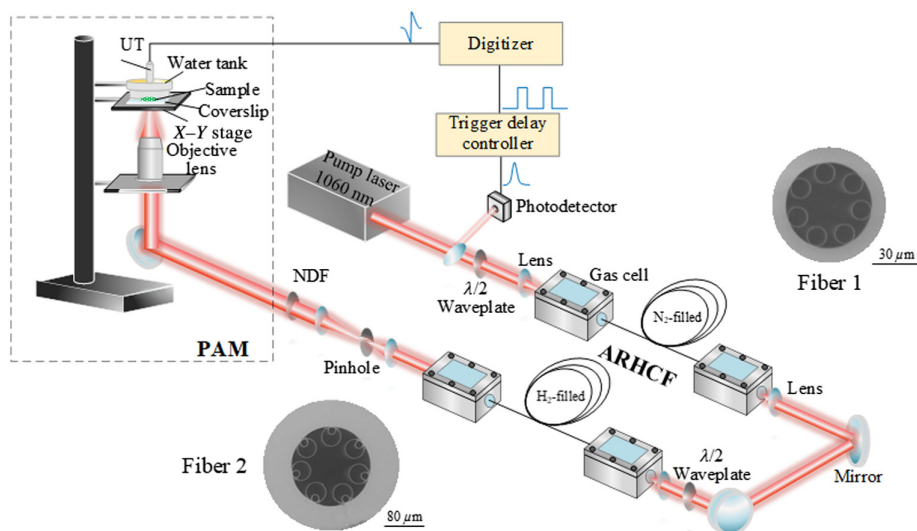 UT
Water tank
Sample
Coverslip
X–Y stage
Objective
lens
NDF
PAM
Pinhole
Digitizer
Trigger delay
controller
Pump laser
1060 nm
Photodetector
Lens
Gas cell
λ/2
Waveplate
N₂-filled
ARHCF
H₂-filled
Lens
Mirror
λ/2
Waveplate
Fiber 1
30 µm
Fiber 2
80 µm